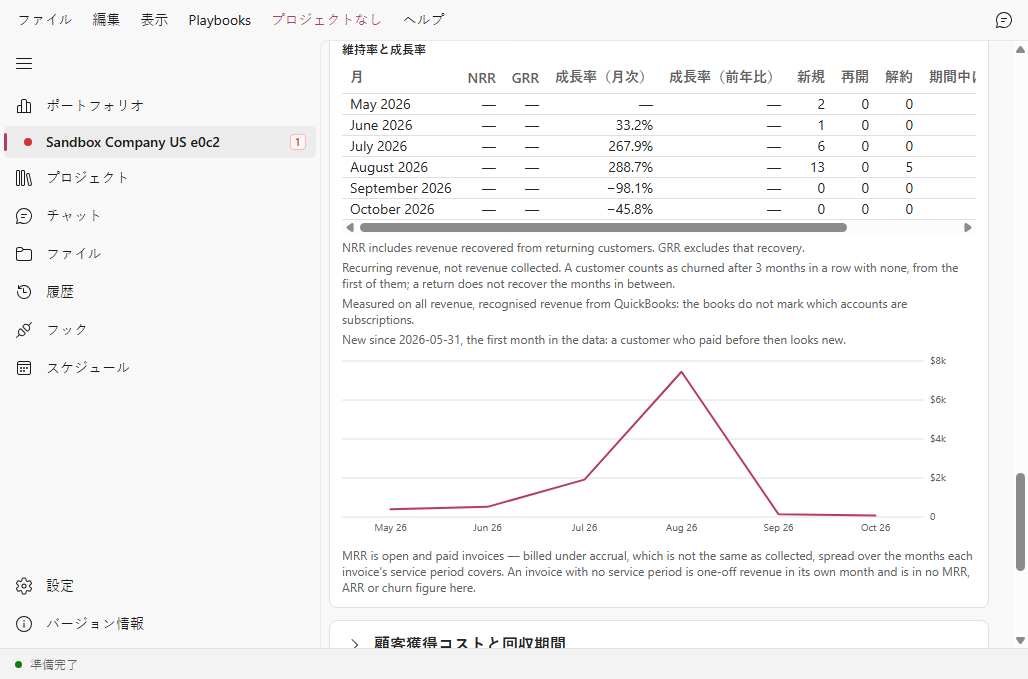 ファイル 編集 表示 Playbooks プロジェクトなし ヘルプ
ポートフォリオ
Sandbox Company US e0c2 1
プロジェクト
チャット
ファイル
履歴
フック
スケジュール
設定
バージョン情報
準備完了
維持率と成長率
月 NRR GRR 成長率（月次） 成長率（前年比） 新規 再開 解約 期間中に
May 2026 — — — — 2 0 0
June 2026 — — 33.2% — 1 0 0
July 2026 — — 267.9% — 6 0 0
August 2026 — — 288.7% — 13 0 5
September 2026 — — −98.1% — 0 0 0
October 2026 — — −45.8% — 0 0 0
NRR includes revenue recovered from returning customers. GRR excludes that recovery.
Recurring revenue, not revenue collected. A customer counts as churned after 3 months in a row with none, from the
first of them; a return does not recover the months in between.
Measured on all revenue, recognised revenue from QuickBooks: the books do not mark which accounts are
subscriptions.
New since 2026-05-31, the first month in the data: a customer who paid before then looks new.
$8k
$6k
$4k
$2k
0
May 26 Jun 26 Jul 26 Aug 26 Sep 26 Oct 26
MRR is open and paid invoices — billed under accrual, which is not the same as collected, spread over the months each
invoice's service period covers. An invoice with no service period is one-off revenue in its own month and is in no MRR,
ARR or churn figure here.
顧客獲得コストと回収期間